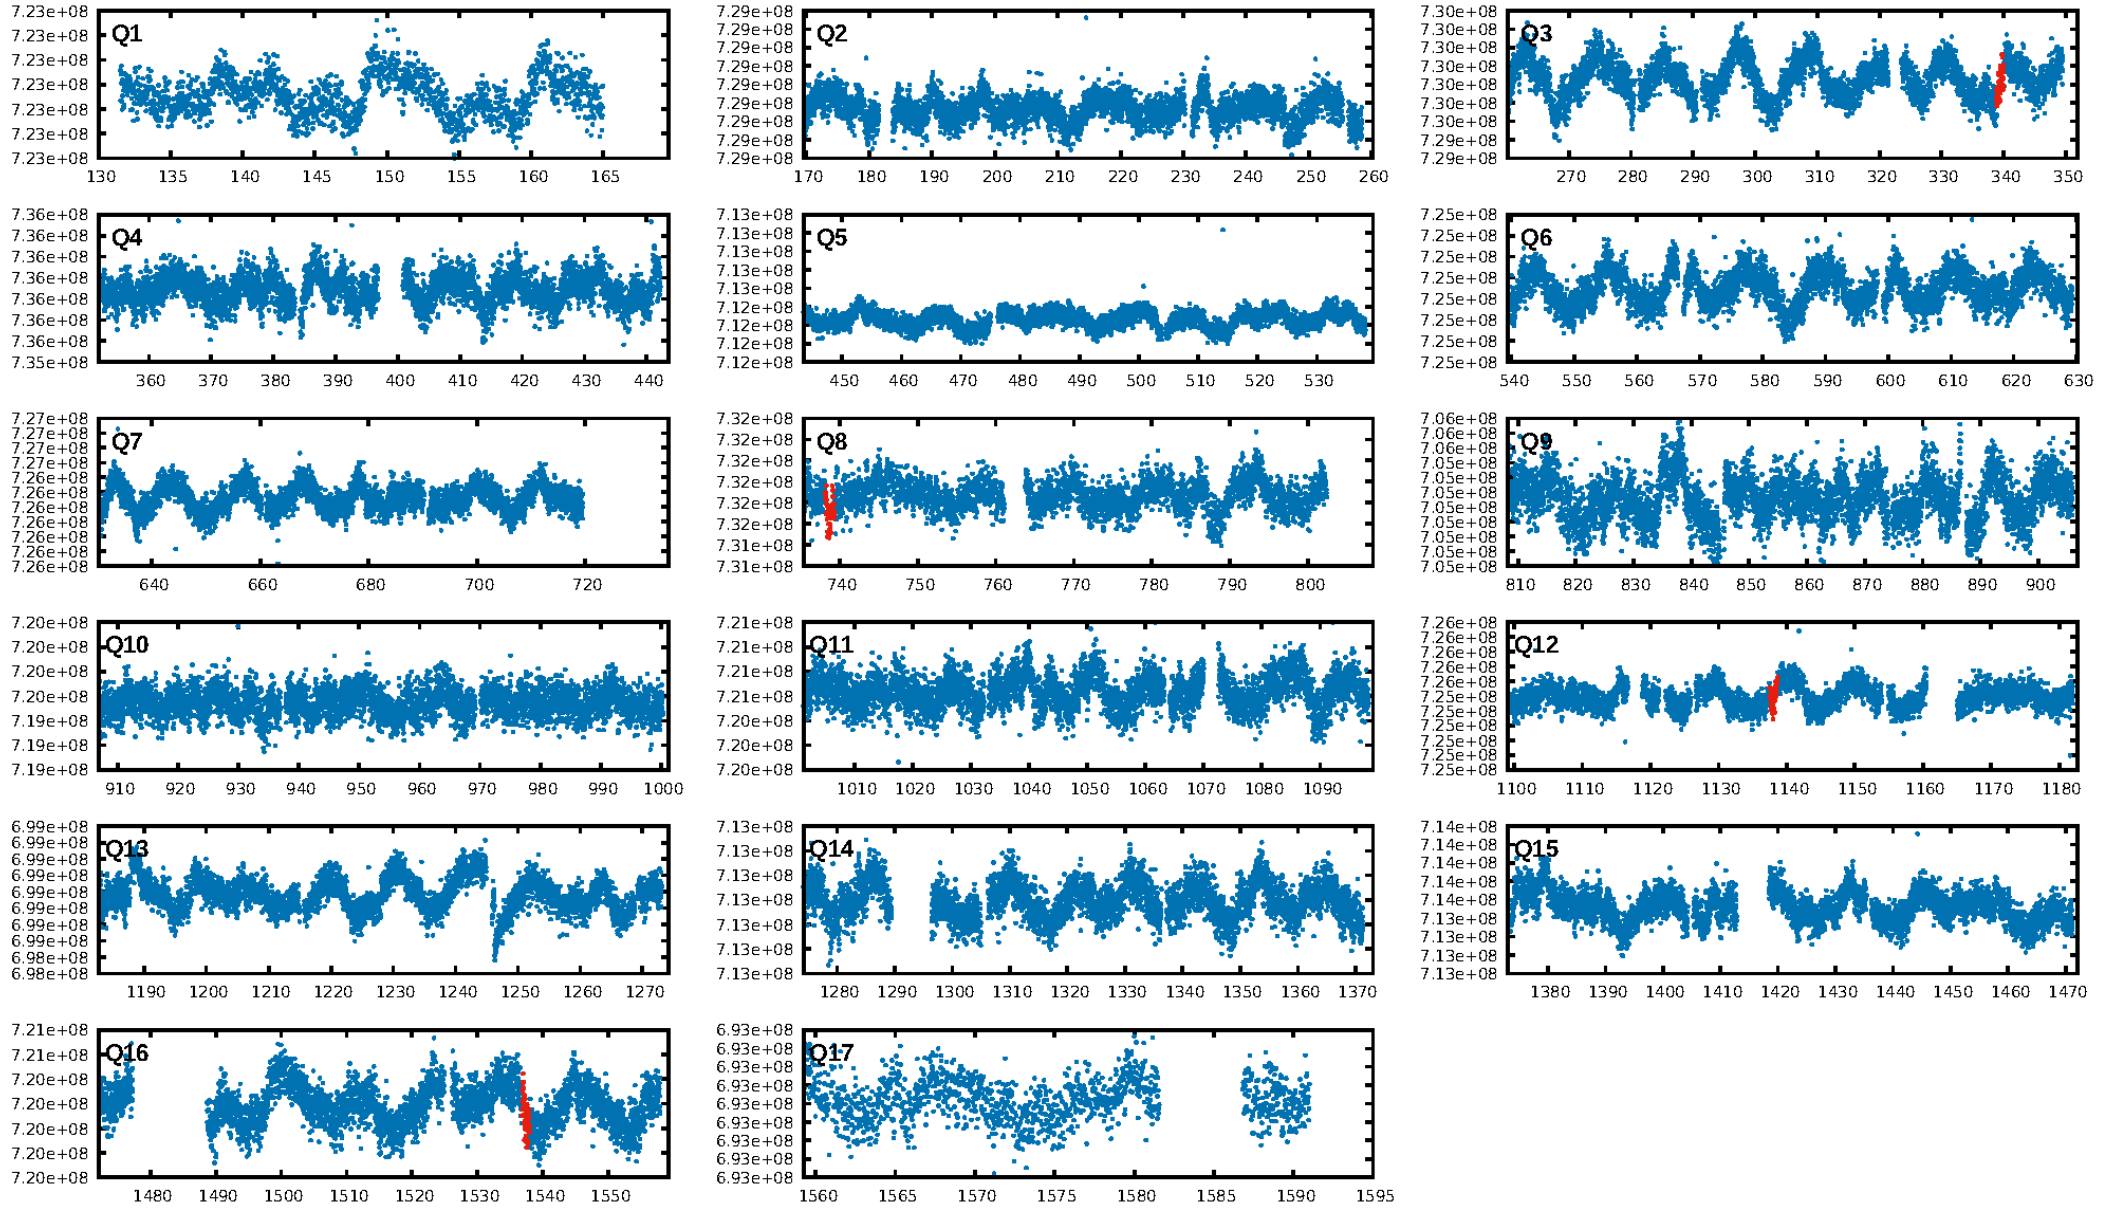 Q1
7.23e+08
7.23e+08
7.23e+08
7.23e+08
7.23e+08
7.23e+08
7.23e+08
130 135 140 145 150 155 160 165
Q2
7.29e+08
7.29e+08
7.29e+08
7.29e+08
7.29e+08
7.29e+08
7.29e+08
7.29e+08
7.29e+08
170 180 190 200 210 220 230 240 250 260
Q3
7.30e+08
7.30e+08
7.30e+08
7.30e+08
7.30e+08
7.30e+08
7.30e+08
7.29e+08
7.29e+08
270 280 290 300 310 320 330 340 350
Q4
7.36e+08
7.36e+08
7.36e+08
7.36e+08
7.36e+08
7.36e+08
7.36e+08
7.35e+08
360 370 380 390 400 410 420 430 440
Q5
7.13e+08
7.13e+08
7.13e+08
7.13e+08
7.13e+08
7.12e+08
7.12e+08
7.12e+08
7.12e+08
450 460 470 480 490 500 510 520 530
Q6
7.25e+08
7.25e+08
7.25e+08
7.25e+08
7.25e+08
7.25e+08
7.25e+08
7.25e+08
540 550 560 570 580 590 600 610 620 630
Q7
7.27e+08
7.27e+08
7.27e+08
7.27e+08
7.26e+08
7.26e+08
7.26e+08
7.26e+08
7.26e+08
7.26e+08
7.26e+08
640 660 680 700 720
Q8
7.32e+08
7.32e+08
7.32e+08
7.32e+08
7.32e+08
7.32e+08
7.31e+08
7.31e+08
740 750 760 770 780 790 800
Q9
7.06e+08
7.06e+08
7.06e+08
7.05e+08
7.05e+08
7.05e+08
7.05e+08
7.05e+08
7.05e+08
7.05e+08
7.05e+08
810 820 830 840 850 860 870 880 890 900
Q10
7.20e+08
7.20e+08
7.20e+08
7.20e+08
7.19e+08
7.19e+08
7.19e+08
910 920 930 940 950 960 970 980 990 1000
Q11
7.21e+08
7.21e+08
7.21e+08
7.21e+08
7.20e+08
7.20e+08
7.20e+08
1010 1020 1030 1040 1050 1060 1070 1080 1090
Q12
7.26e+08
7.26e+08
7.26e+08
7.26e+08
7.26e+08
7.25e+08
7.25e+08
7.25e+08
7.25e+08
7.25e+08
7.25e+08
1100 1110 1120 1130 1140 1150 1160 1170 1180
Q13
6.99e+08
6.99e+08
6.99e+08
6.99e+08
6.99e+08
6.99e+08
6.99e+08
6.99e+08
6.98e+08
6.98e+08
1190 1200 1210 1220 1230 1240 1250 1260 1270
Q14
7.13e+08
7.13e+08
7.13e+08
7.13e+08
7.13e+08
7.13e+08
7.13e+08
1280 1290 1300 1310 1320 1330 1340 1350 1360 1370
Q15
7.14e+08
7.14e+08
7.14e+08
7.14e+08
7.14e+08
7.13e+08
7.13e+08
7.13e+08
7.13e+08
1380 1390 1400 1410 1420 1430 1440 1450 1460 1470
Q16
7.21e+08
7.21e+08
7.20e+08
7.20e+08
7.20e+08
7.20e+08
7.20e+08
1480 1490 1500 1510 1520 1530 1540 1550
Q17
6.93e+08
6.93e+08
6.93e+08
6.93e+08
6.93e+08
6.93e+08
6.93e+08
6.93e+08
6.93e+08
1560 1565 1570 1575 1580 1585 1590 1595